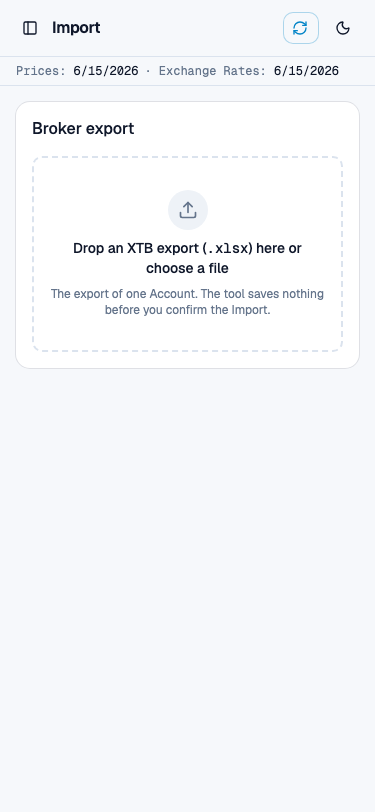 Import
Prices: 6/15/2026 · Exchange Rates: 6/15/2026
Broker export
Drop an XTB export (.xlsx) here or
choose a file
The export of one Account. The tool saves nothing
before you confirm the Import.